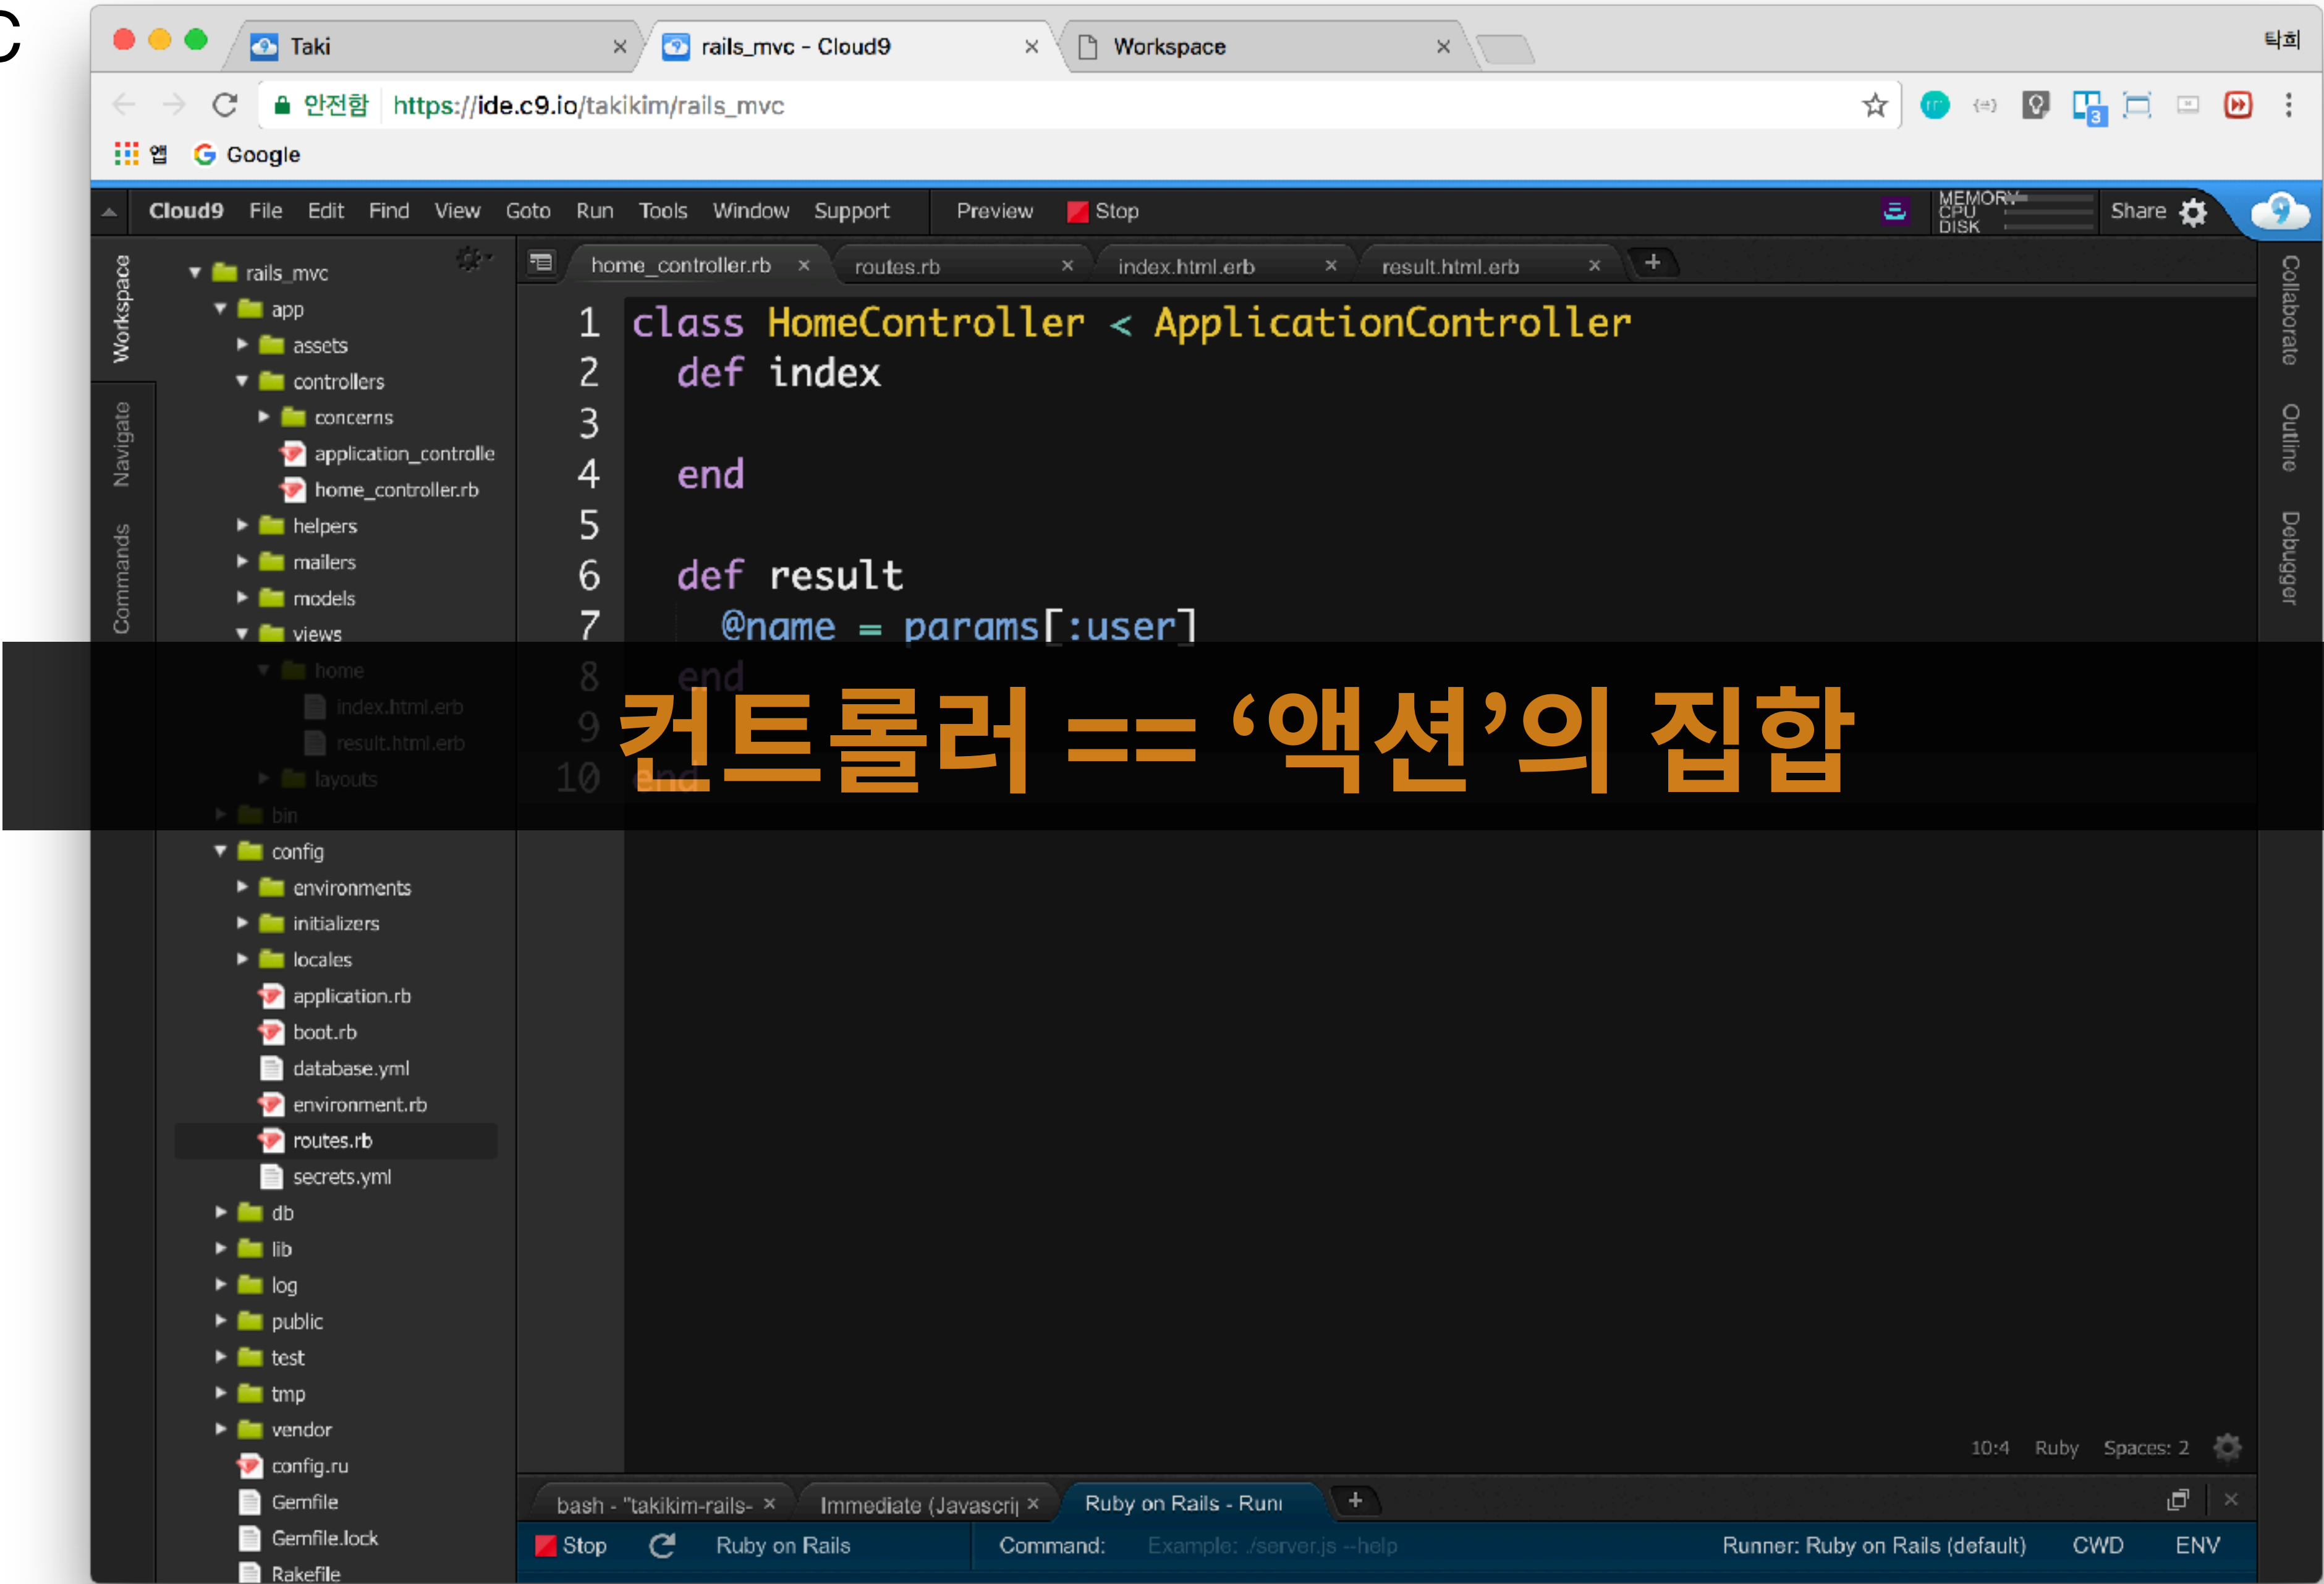 C
Taki
rails_mvc - Cloud9
Workspace
탁희
안전함 https://ide.c9.io/takikim/rails_mvc
3
앱 Google
Cloud9 File Edit Find View Goto Run Tools Window Support Preview Stop MEMORY CPU DISK Share
Workspace
Navigate
Commands
rails_mvc
app
assets
controllers
concerns
application_controlle
home_controller.rb
helpers
mailers
models
views
home
index.html.erb
result.html.erb
layouts
bin
config
environments
initializers
locales
application.rb
boot.rb
database.yml
environment.rb
routes.rb
secrets.yml
db
lib
log
public
test
tmp
vendor
config.ru
Gemfile
Gemfile.lock
Rakefile
home_controller.rb routes.rb index.html.erb result.html.erb
1 class HomeController < ApplicationController
2 def index
3
4 end
5
6 def result
7 @name = params[:user]
8 end
9
10 end
컨트롤러 == ‘액션’의 집합
Collaborate
Outline
Debugger
10:4 Ruby Spaces: 2
bash - "takikim-rails- Immediate (Javascrip Ruby on Rails - Runi
Stop Ruby on Rails Command: Example: ./server.js --help Runner: Ruby on Rails (default) CWD ENV